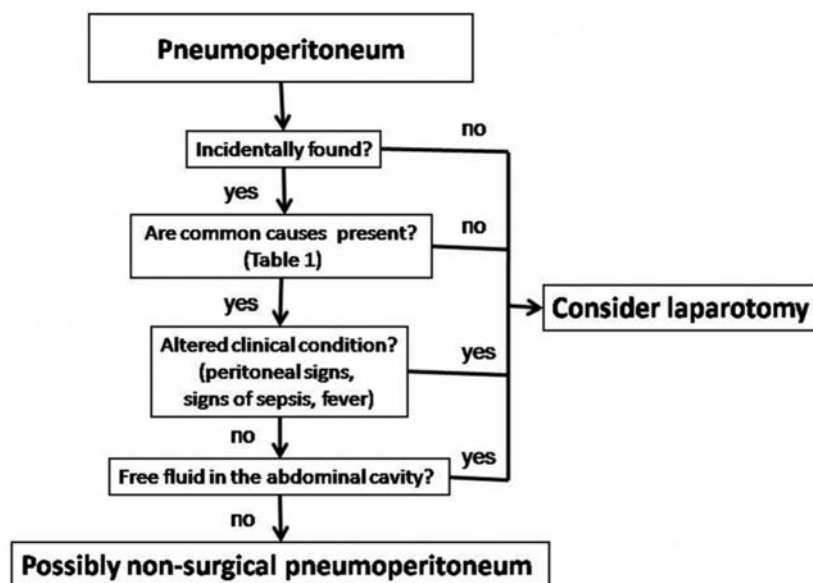 Pneumoperitoneum
no
Incidentally found?
yes
no
Are common causes present?
(Table 1)
yes
Consider laparotomy
Altered clinical condition?
(peritoneal signs,
signs of sepsis, fever)
yes
no
yes
Free fluid in the abdominal cavity?
no
Possibly non-surgical pneumoperitoneum